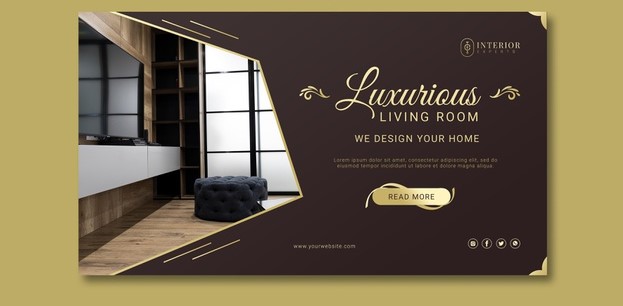 INTERIOR
EXPERTS
Luxurious
LIVING ROOM
WE DESIGN YOUR HOME
Lorem ipsum dolor sit amet, consectetur adipiscing elit, sed do
eiusmod tempor incididunt ut labore et dolore magna aliqua.
READ MORE
www.yourwebsite.com